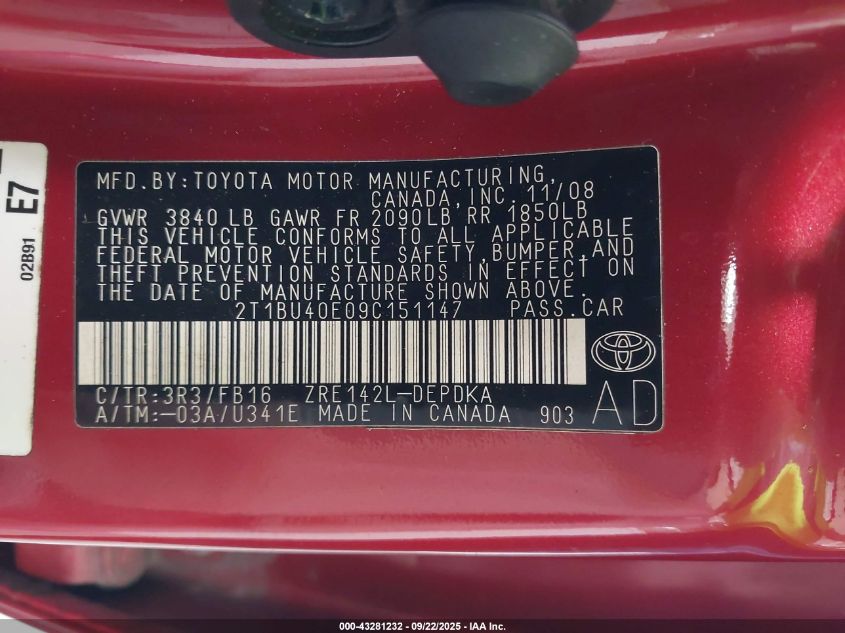 MFD.BY:TOYOTA MOTOR MANUFACTURING,
CANADA,INC. 11/08
GVWR 3840 LB GAWR FR 2090LB RR 1850LB
THIS VEHICLE CONFORMS TO ALL APPLICABLE
FEDERAL MOTOR VEHICLE SAFETY,BUMPER,AND
THEFT PREVENTION STANDARDS IN EFFECT ON
THE DATE OF MANUFACTURE SHOWN ABOVE.
2T1BU40E09C151147 PASS.CAR
C/TR:3R3/FB16 ZRE142L-DEPDKA
A/TM:-03A/U341E MADE IN CANADA 903
AD
E7
02B91
000-43281232 - 09/22/2025 - IAA Inc.